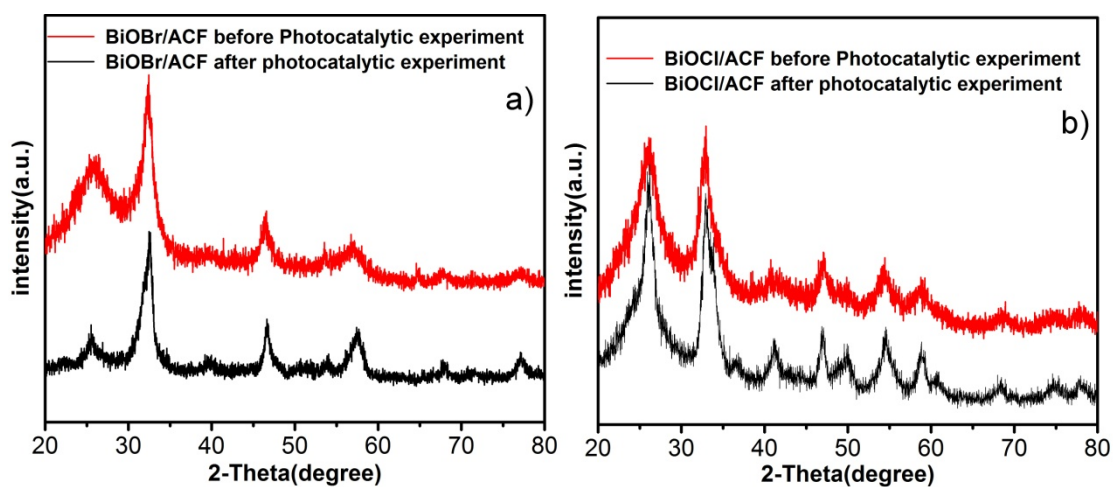 BiOBr/ACF before Photocatalytic experiment
BiOBr/ACF after photocatalytic experiment
a)
intensity(a.u.)
20 30 40 50 60 70 80
2-Theta(degree)
BiOCl/ACF before Photocatalytic experiment
BiOCl/ACF after photocatalytic experiment
b)
intensity(a.u.)
20 30 40 50 60 70 80
2-Theta(degree)